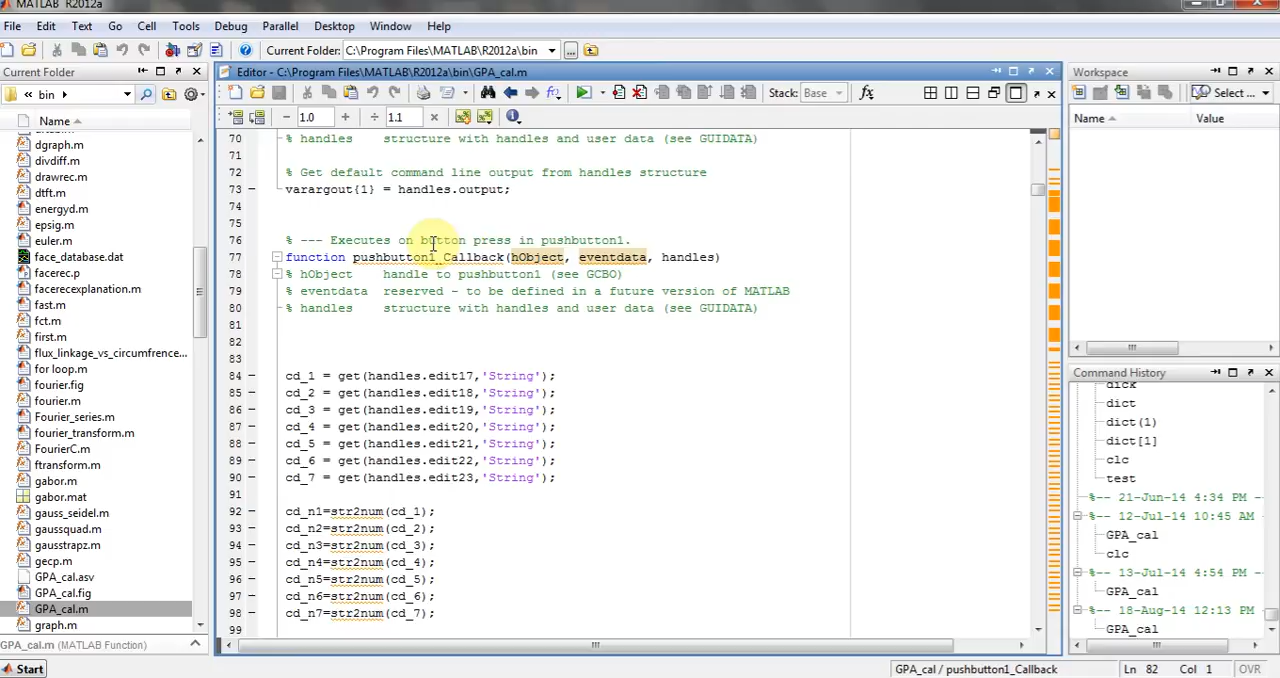 MATLAB R2012a
File Edit Text Go Cell Tools Debug Parallel Desktop Window Help
Current Folder: C:\Program Files\MATLAB\R2012a\bin
Current Folder
« bin
Name
dgraph.m
divdiff.m
drawrec.m
dtft.m
energyd.m
epsig.m
euler.m
face_database.dat
facerec.p
facerecexplanation.m
fast.m
fct.m
first.m
flux_linkage_vs_circumfrence...
for loop.m
fourier.fig
fourier.m
Fourier_series.m
fourier_transform.m
FourierC.m
ftransform.m
gabor.m
gabor.mat
gauss_seidel.m
gaussquad.m
gausstrapz.m
gecp.m
GPA_cal.asv
GPA_cal.fig
GPA_cal.m
graph.m
GPA_cal.m (MATLAB Function)
Start
Editor - C:\Program Files\MATLAB\R2012a\bin\GPA_cal.m
Stack: Base
1.0 1.1
70 % handles    structure with handles and user data (see GUIDATA)
71
72 % Get default command line output from handles structure
73 varargout{1} = handles.output;
74
75
76 % --- Executes on button press in pushbutton1.
77 function pushbutton1_Callback(hObject, eventdata, handles)
78 % hObject    handle to pushbutton1 (see GCBO)
79 % eventdata  reserved - to be defined in a future version of MATLAB
80 % handles    structure with handles and user data (see GUIDATA)
81
82
83
84 cd_1 = get(handles.edit17,'String');
85 cd_2 = get(handles.edit18,'String');
86 cd_3 = get(handles.edit19,'String');
87 cd_4 = get(handles.edit20,'String');
88 cd_5 = get(handles.edit21,'String');
89 cd_6 = get(handles.edit22,'String');
90 cd_7 = get(handles.edit23,'String');
91
92 cd_n1=str2num(cd_1);
93 cd_n2=str2num(cd_2);
94 cd_n3=str2num(cd_3);
95 cd_n4=str2num(cd_4);
96 cd_n5=str2num(cd_5);
97 cd_n6=str2num(cd_6);
98 cd_n7=str2num(cd_7);
99
Workspace
Select ...
Name Value
Command History
dick
dict
dict(1)
dict[1]
clc
test
%-- 21-Jun-14 4:34 PM
%-- 12-Jul-14 10:45 AM
GPA_cal
clc
%-- 13-Jul-14 4:54 PM
GPA_cal
%-- 18-Aug-14 12:13 PM
GPA_cal
GPA_cal / pushbutton1_Callback Ln 82 Col 1 OVR